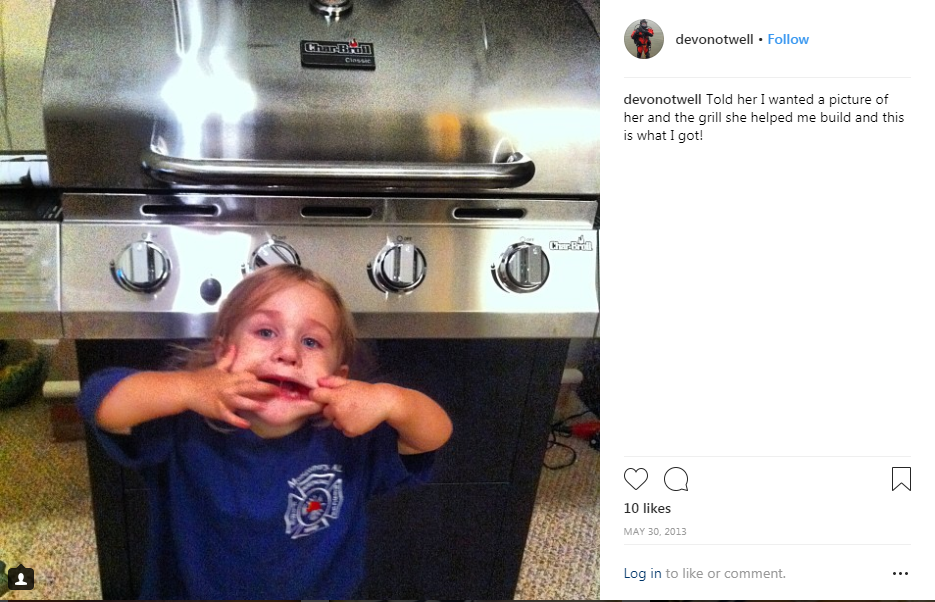 Char-Broil
Classic
Char-Broil
devonotwell • Follow
devonotwell Told her I wanted a picture of
her and the grill she helped me build and this
is what I got!
10 likes
MAY 30, 2013
Log in to like or comment.